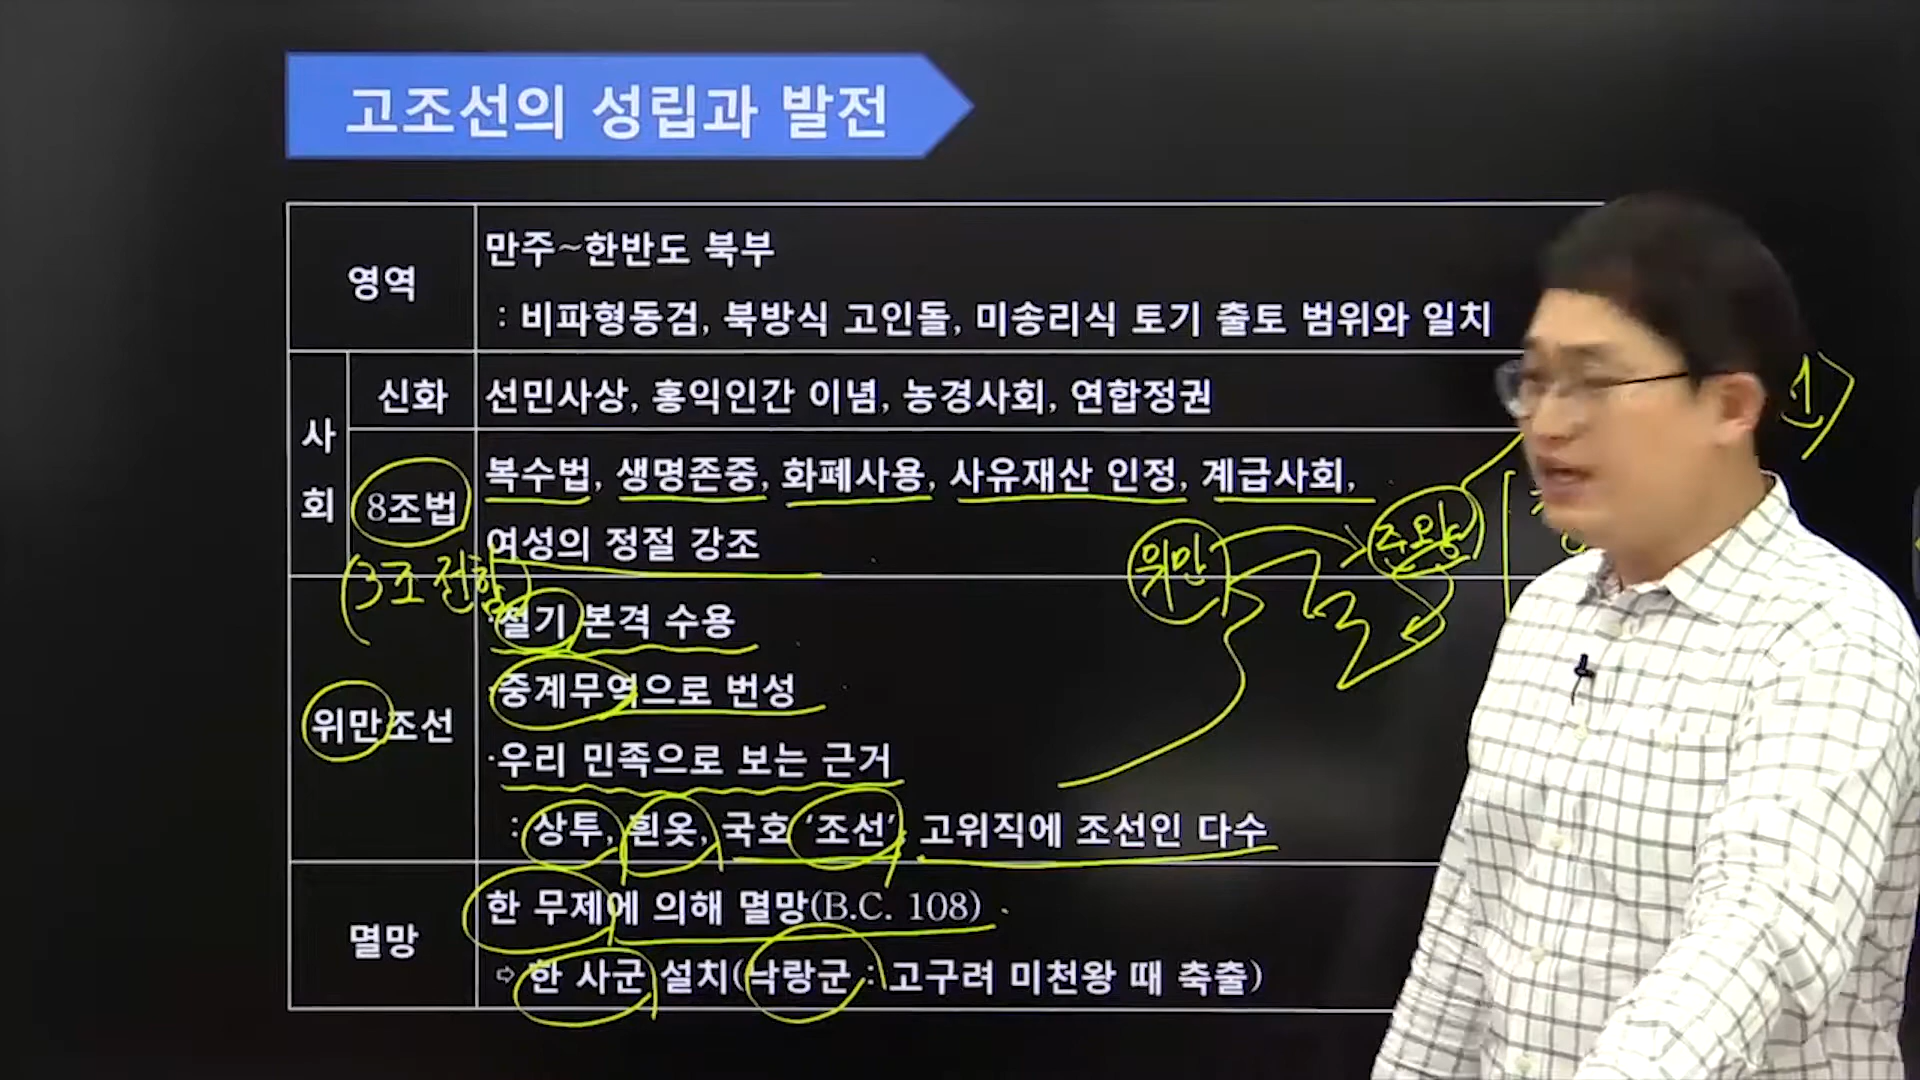 고조선의 성립과 발전
영역
만주~한반도 북부
: 비파형동검, 북방식 고인돌, 미송리식 토기 출토 범위와 일치
사회
신화
선민사상, 홍익인간 이념, 농경사회, 연합정권
8조법
복수법, 생명존중, 화폐사용, 사유재산 인정, 계급사회,
여성의 정절 강조
(3조 전함)
위만
준왕
1
위만조선
·철기 본격 수용
·중계무역으로 번성
·우리 민족으로 보는 근거
: 상투, 흰옷, 국호 '조선', 고위직에 조선인 다수
멸망
한 무제에 의해 멸망(B.C. 108)
⇨ 한 사군 설치(낙랑군 : 고구려 미천왕 때 축출)